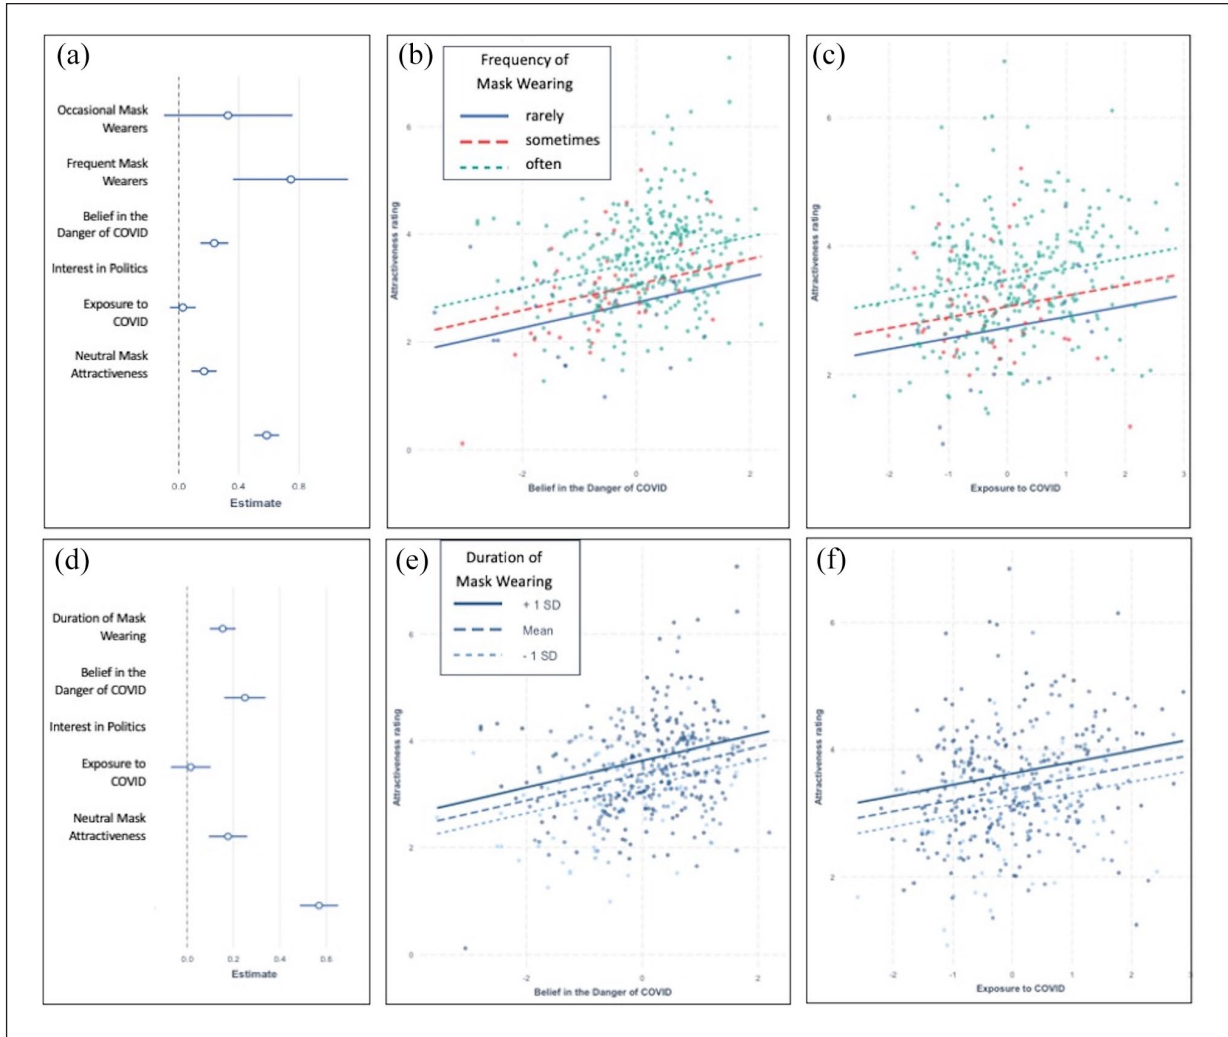 (a)
Occasional Mask
Wearers
Frequent Mask
Wearers
Belief in the
Danger of COVID
Interest in Politics
Exposure to
COVID
Neutral Mask
Attractiveness
0.0 0.4 0.8
Estimate
(b)
Frequency of
Mask Wearing
rarely
sometimes
often
Attractiveness rating
6
4
2
0
-2 0 2
Belief in the Danger of COVID
(c)
Attractiveness rating
6
4
2
-2 -1 0 1 2 3
Exposure to COVID
(d)
Duration of Mask
Wearing
Belief in the
Danger of COVID
Interest in Politics
Exposure to
COVID
Neutral Mask
Attractiveness
0.0 0.2 0.4 0.6
Estimate
(e)
Duration of
Mask Wearing
+ 1 SD
Mean
- 1 SD
Attractiveness rating
6
4
2
0
-2 0 2
Belief in the Danger of COVID
(f)
Attractiveness rating
6
4
2
-2 -1 0 1 2 3
Exposure to COVID